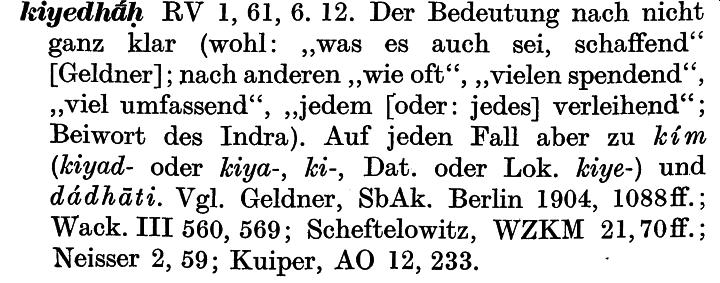 kiyedhā́ḥ RV 1, 61, 6. 12. Der Bedeutung nach nicht
ganz klar (wohl: ,,was es auch sei, schaffend“
[Geldner]; nach anderen ,,wie oft“, ,,vielen spendend“,
,,viel umfassend“, ,,jedem [oder: jedes] verleihend“;
Beiwort des Indra). Auf jeden Fall aber zu kím
(kiyad- oder kiya-, ki-, Dat. oder Lok. kiye-) und
dádhāti. Vgl. Geldner, SbAk. Berlin 1904, 1088ff.;
Wack. III 560, 569; Scheftelowitz, WZKM 21, 70ff.;
Neisser 2, 59; Kuiper, AO 12, 233.